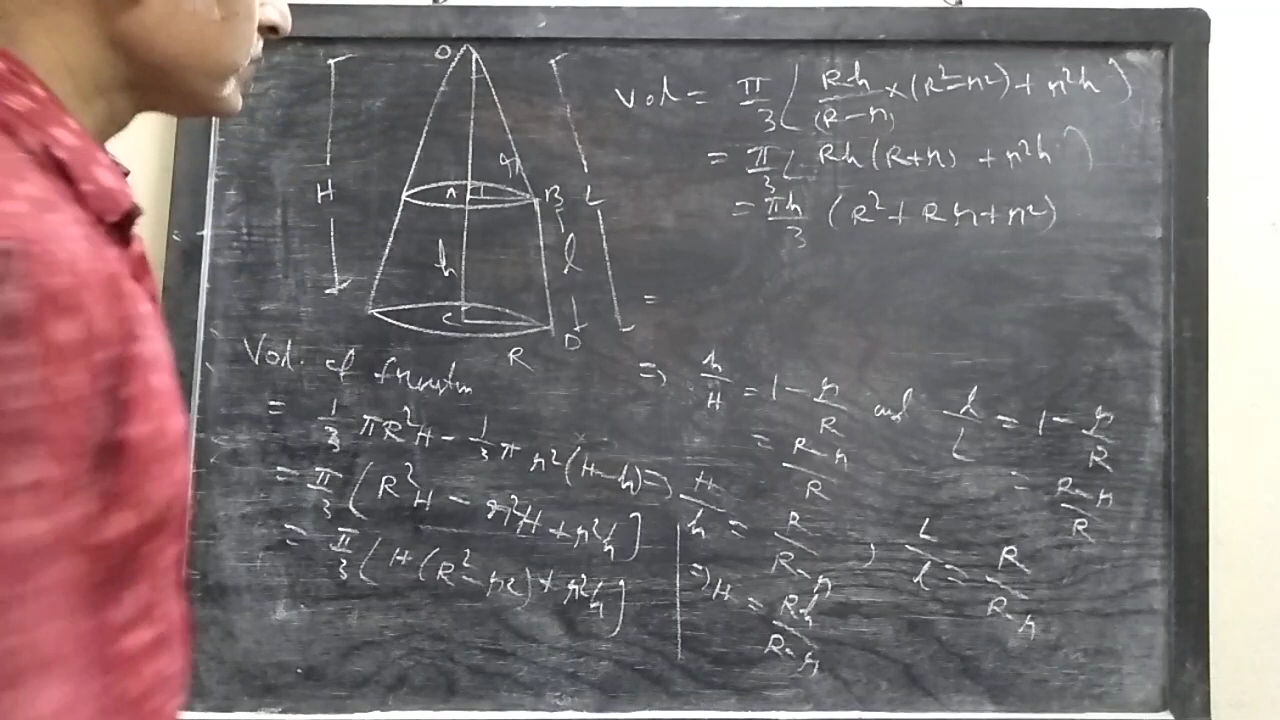 O
H
A
r
B
L
h
l
C
R
D
Vol. of frustum
= 1/3 πR²H - 1/3 π r²(H-h)
= π/3 [R²H - r²H + r²h]
= π/3 [H(R²-r²) + r²h]
Vol = π/3 [Rh/(R-r) × (R²-r²) + r²h]
= π/3 [Rh(R+r) + r²h]
= πh/3 (R²+Rr+r²)
=
⇒ h/H = 1 - r/R and l/L = 1 - r/R
= R-r/R = R-r/R
⇒ H/h = R/R-r , L/l = R/R-r
⇒ H = Rh/R-r